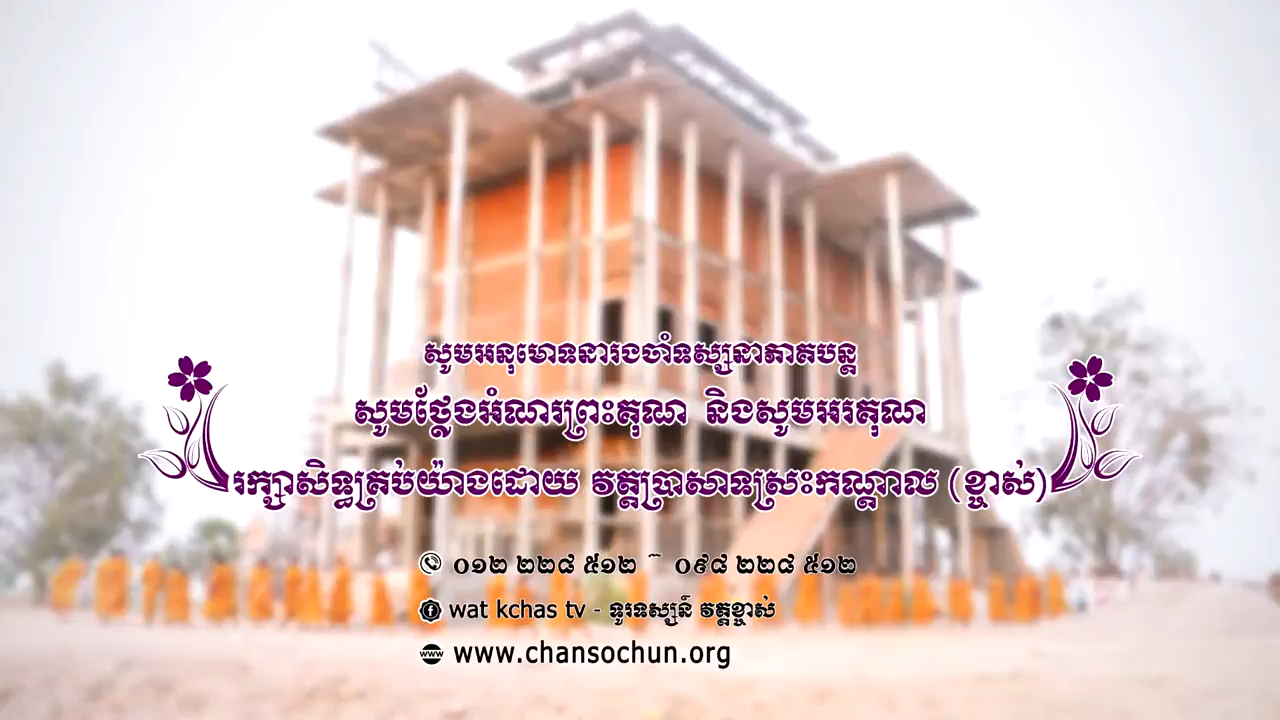 សូមអនុមោទនារងចាំទស្សនាភាគបន្ត
សូមថ្លែងអំណរព្រះគុណ និងសូមអរគុណ
រក្សាសិទ្ធគ្រប់យ៉ាងដោយ វត្តប្រាសាទស្រះកណ្តាល (ខ្ចាស់)
០១២ ២២៨ ៥១២ ~ ០៩៨ ២២៨ ៥១២
wat kchas tv - ទូរទស្សន៍ វត្តខ្ចាស់
www.chansochun.org